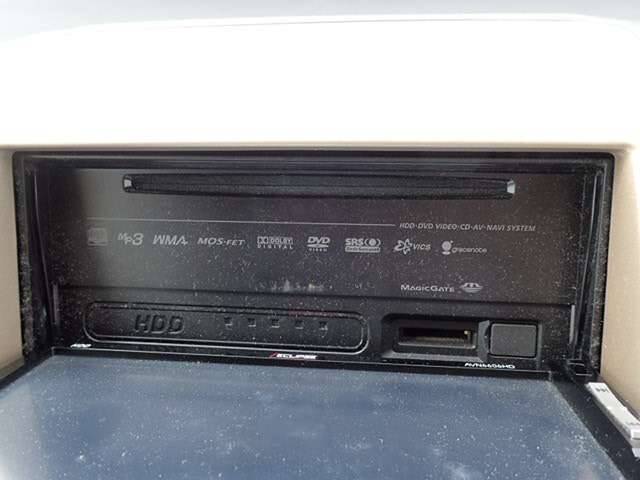 HDD-DVD VIDEO-CD-AV-NAVI SYSTEM
MP3 WMA MOS-FET DOLBY DIGITAL DVD VIDEO SRS VICS gracenote
MAGICGATE
HDD
ECLIPSE AVN6606HD